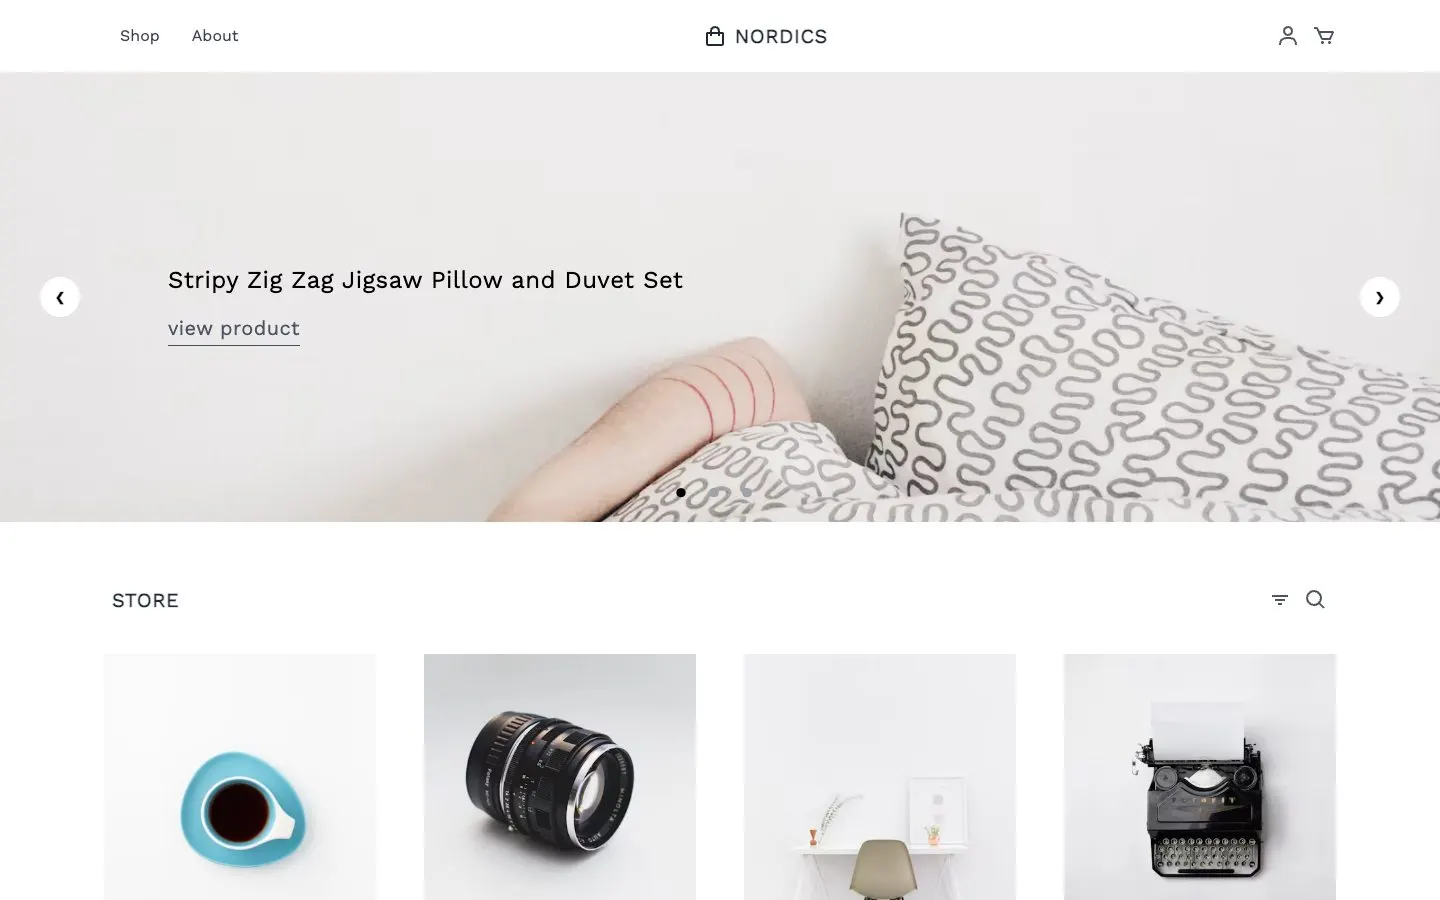 Shop
About
NORDICS
Stripy Zig Zag Jigsaw Pillow and Duvet Set
view product
STORE